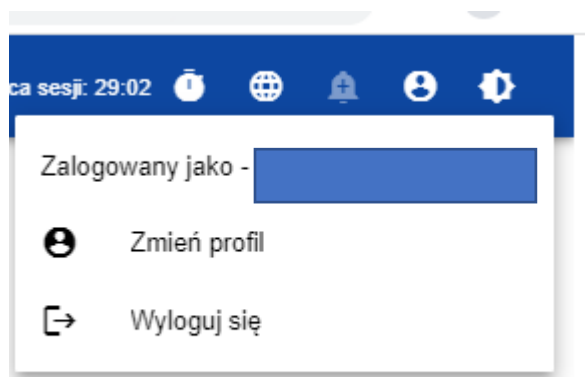 ca sesji: 29:02
Zalogowany jako -
Zmień profil
Wyloguj się